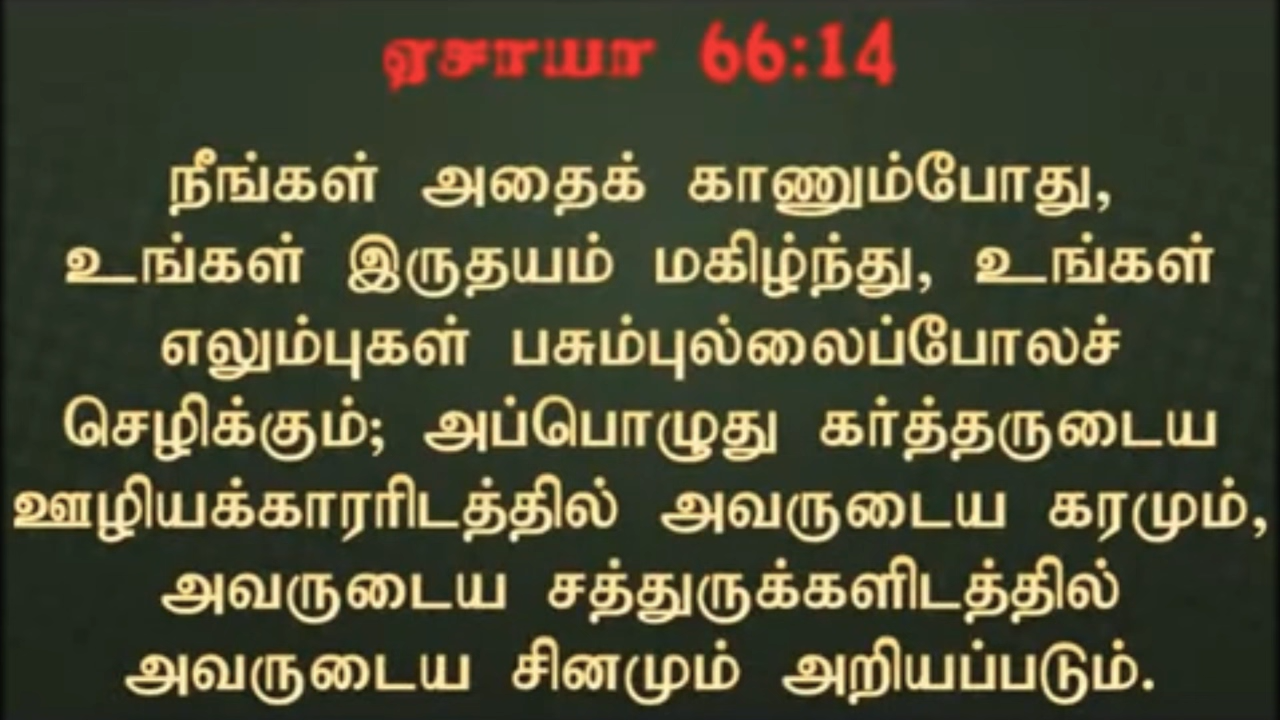 ஏசாயா 66:14
நீங்கள் அதைக் காணும்போது,
உங்கள் இருதயம் மகிழ்ந்து, உங்கள்
எலும்புகள் பசும்புல்லைப்போலச்
செழிக்கும்; அப்பொழுது கர்த்தருடைய
ஊழியக்காரரிடத்தில் அவருடைய கரமும்,
அவருடைய சத்துருக்களிடத்தில்
அவருடைய சினமும் அறியப்படும்.